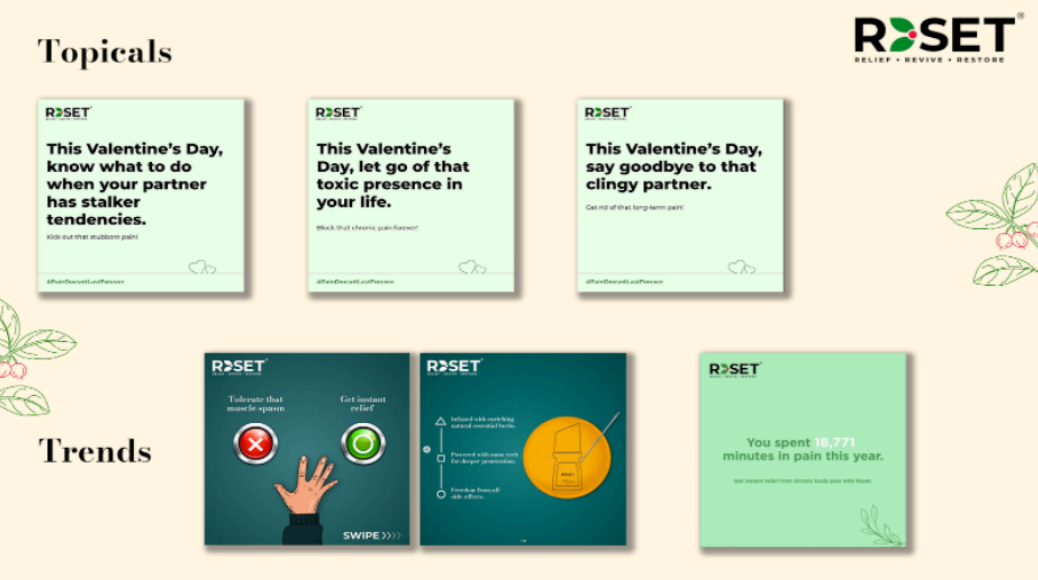 Topicals
RESET®
RELIEF • REVIVE • RESTORE
RESET
This Valentine's Day,
know what to do
when your partner
has stalker
tendencies.
Kick out that stubborn pain!
#PainDoesntLastForever
RESET
This Valentine's
Day, let go of that
toxic presence in
your life.
Block that chronic pain forever!
#PainDoesntLastForever
RESET
This Valentine's Day,
say goodbye to that
clingy partner.
Get rid of that long-term pain!
#PainDoesntLastForever
Trends
RESET
Tolerate that
muscle spasm
Get instant
relief
SWIPE
RESET
Infused with enriching
natural essential herbs.
Powered with nano tech
for deeper penetration.
Freedom from all
side effects.
RESET
RESET
You spent 18,771
minutes in pain this year.
Get instant relief from chronic body pain with Reset.